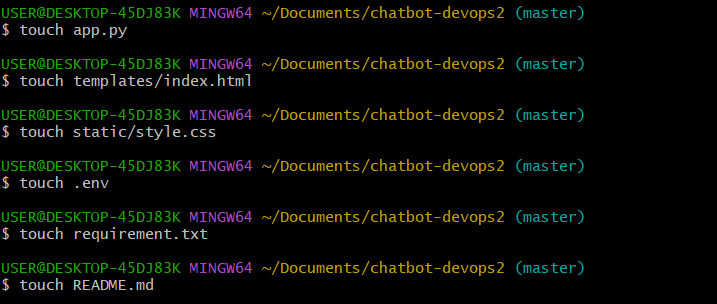 USER@DESKTOP-45DJ83K MINGW64 ~/Documents/chatbot-devops2 (master)
$ touch app.py
USER@DESKTOP-45DJ83K MINGW64 ~/Documents/chatbot-devops2 (master)
$ touch templates/index.html
USER@DESKTOP-45DJ83K MINGW64 ~/Documents/chatbot-devops2 (master)
$ touch static/style.css
USER@DESKTOP-45DJ83K MINGW64 ~/Documents/chatbot-devops2 (master)
$ touch .env
USER@DESKTOP-45DJ83K MINGW64 ~/Documents/chatbot-devops2 (master)
$ touch requirement.txt
USER@DESKTOP-45DJ83K MINGW64 ~/Documents/chatbot-devops2 (master)
$ touch README.md